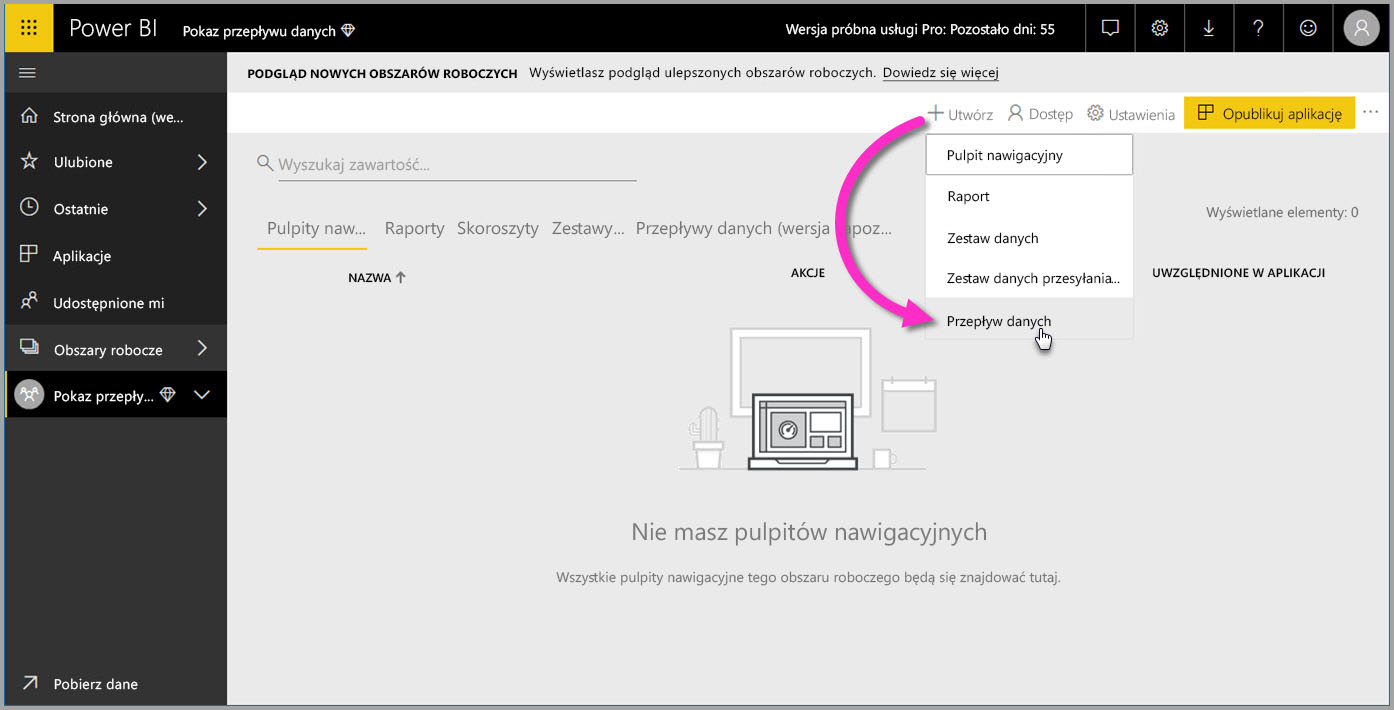 Power BI Pokaz przepływu danych Wersja próbna usługi Pro: Pozostało dni: 55
PODGLĄD NOWYCH OBSZARÓW ROBOCZYCH Wyświetlasz podgląd ulepszonych obszarów roboczych. Dowiedz się więcej
Utwórz Dostęp Ustawienia Opublikuj aplikację ...
Strona główna (we...
Ulubione
Ostatnie
Aplikacje
Udostępnione mi
Obszary robocze
Pokaz przepły...
Pobierz dane
Wyszukaj zawartość...
Pulpit nawigacyjny
Raport
Zestaw danych
Zestaw danych przesyłania...
Przepływ danych
Wyświetlane elementy: 0
Pulpity naw... Raporty Skoroszyty Zestawy... Przepływy danych (wersja apoz...
NAZWA AKCJE UWZGLĘDNIONE W APLIKACJI
Nie masz pulpitów nawigacyjnych
Wszystkie pulpity nawigacyjne tego obszaru roboczego będą się znajdować tutaj.